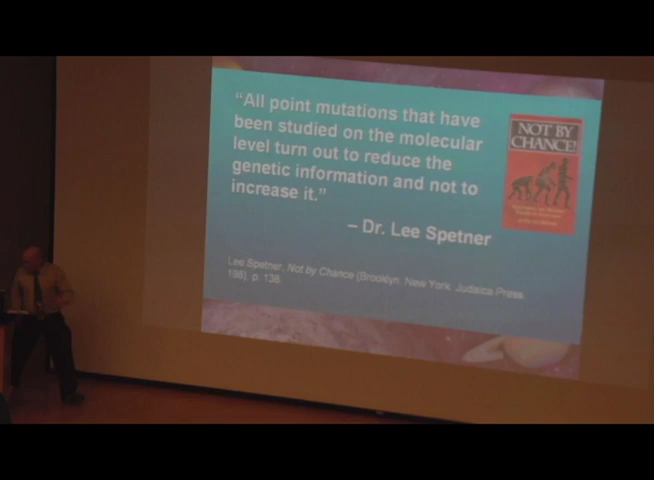 “All point mutations that have
been studied on the molecular
level turn out to reduce the
genetic information and not to
increase it.”
– Dr. Lee Spetner
Lee Spetner, Not by Chance (Brooklyn, New York: Judaica Press,
198), p. 138
NOT BY
CHANCE!